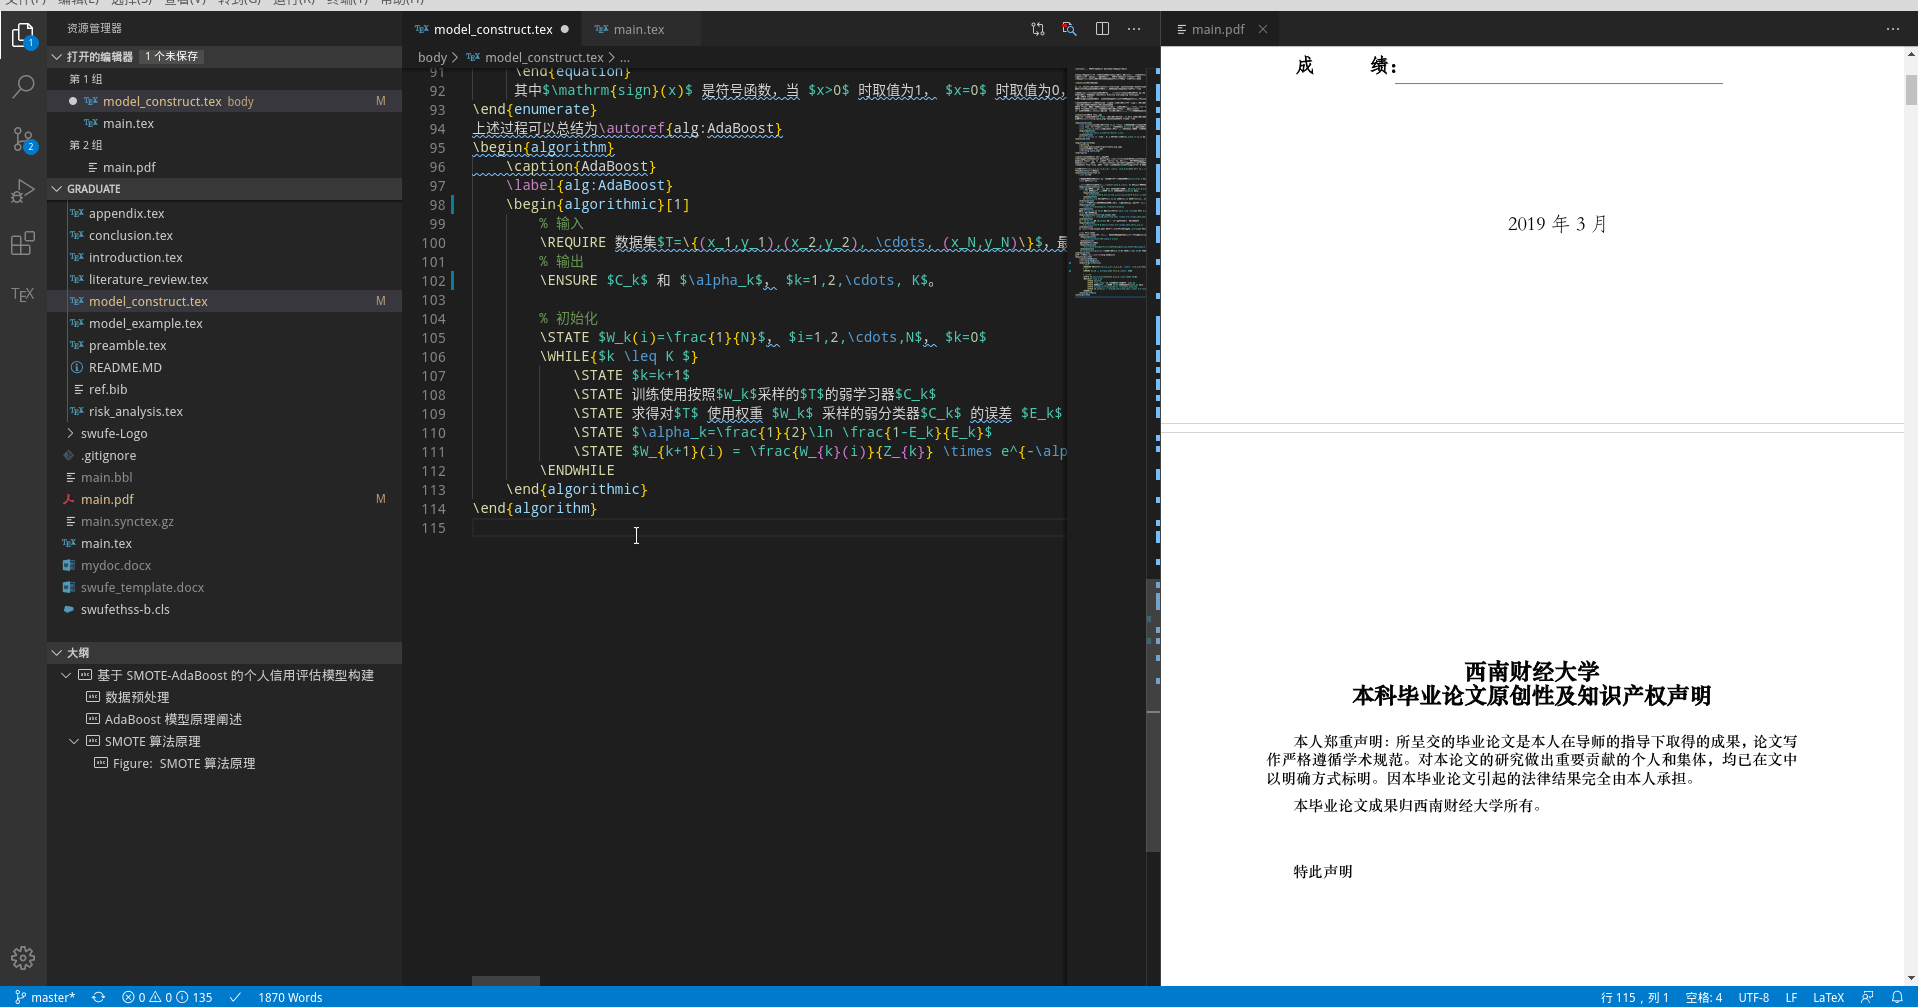 文件(F) 编辑(E) 选择(S) 查看(V) 转到(G) 运行(R) 终端(T) 帮助(H)
资源管理器
打开的编辑器 1 个未保存
第 1 组
model_construct.tex body M
main.tex
第 2 组
main.pdf
GRADUATE
appendix.tex
conclusion.tex
introduction.tex
literature_review.tex
model_construct.tex M
model_example.tex
preamble.tex
README.MD
ref.bib
risk_analysis.tex
swufe-Logo
.gitignore
main.bbl
main.pdf M
main.synctex.gz
main.tex
mydoc.docx
swufe_template.docx
swufethss-b.cls
大纲
基于 SMOTE-AdaBoost 的个人信用评估模型构建
数据预处理
AdaBoost 模型原理阐述
SMOTE 算法原理
Figure: SMOTE 算法原理
1
2
TEX
model_construct.tex
main.tex
body > model_construct.tex > ...
91 \end{equation}
92 其中$\mathrm{sign}(x)$ 是符号函数，当 $x>0$ 时取值为1， $x=0$ 时取值为0，
93 \end{enumerate}
94 上述过程可以总结为\autoref{alg:AdaBoost}
95 \begin{algorithm}
96 \caption{AdaBoost}
97 \label{alg:AdaBoost}
98 \begin{algorithmic}[1]
99 % 输入
100 \REQUIRE 数据集$T=\{(x_1,y_1),(x_2,y_2), \cdots, (x_N,y_N)\}$，最
101 % 输出
102 \ENSURE $C_k$ 和 $\alpha_k$， $k=1,2,\cdots, K$。
103
104 % 初始化
105 \STATE $W_k(i)=\frac{1}{N}$， $i=1,2,\cdots,N$， $k=0$
106 \WHILE{$k \leq K $}
107 \STATE $k=k+1$
108 \STATE 训练使用按照$W_k$采样的$T$的弱学习器$C_k$
109 \STATE 求得对$T$ 使用权重 $W_k$ 采样的弱分类器$C_k$ 的误差 $E_k$
110 \STATE $\alpha_k=\frac{1}{2}\ln \frac{1-E_k}{E_k}$
111 \STATE $W_{k+1}(i) = \frac{W_{k}(i)}{Z_{k}} \times e^{-\alp
112 \ENDWHILE
113 \end{algorithmic}
114 \end{algorithm}
115
main.pdf
成 绩：
2019 年 3 月
西南财经大学
本科毕业论文原创性及知识产权声明
本人郑重声明：所呈交的毕业论文是本人在导师的指导下取得的成果，论文写
作严格遵循学术规范。对本论文的研究做出重要贡献的个人和集体，均已在文中
以明确方式标明。因本毕业论文引起的法律结果完全由本人承担。
本毕业论文成果归西南财经大学所有。
特此声明
master* 0 0 135 1870 Words 行 115，列 1 空格: 4 UTF-8 LF LaTeX